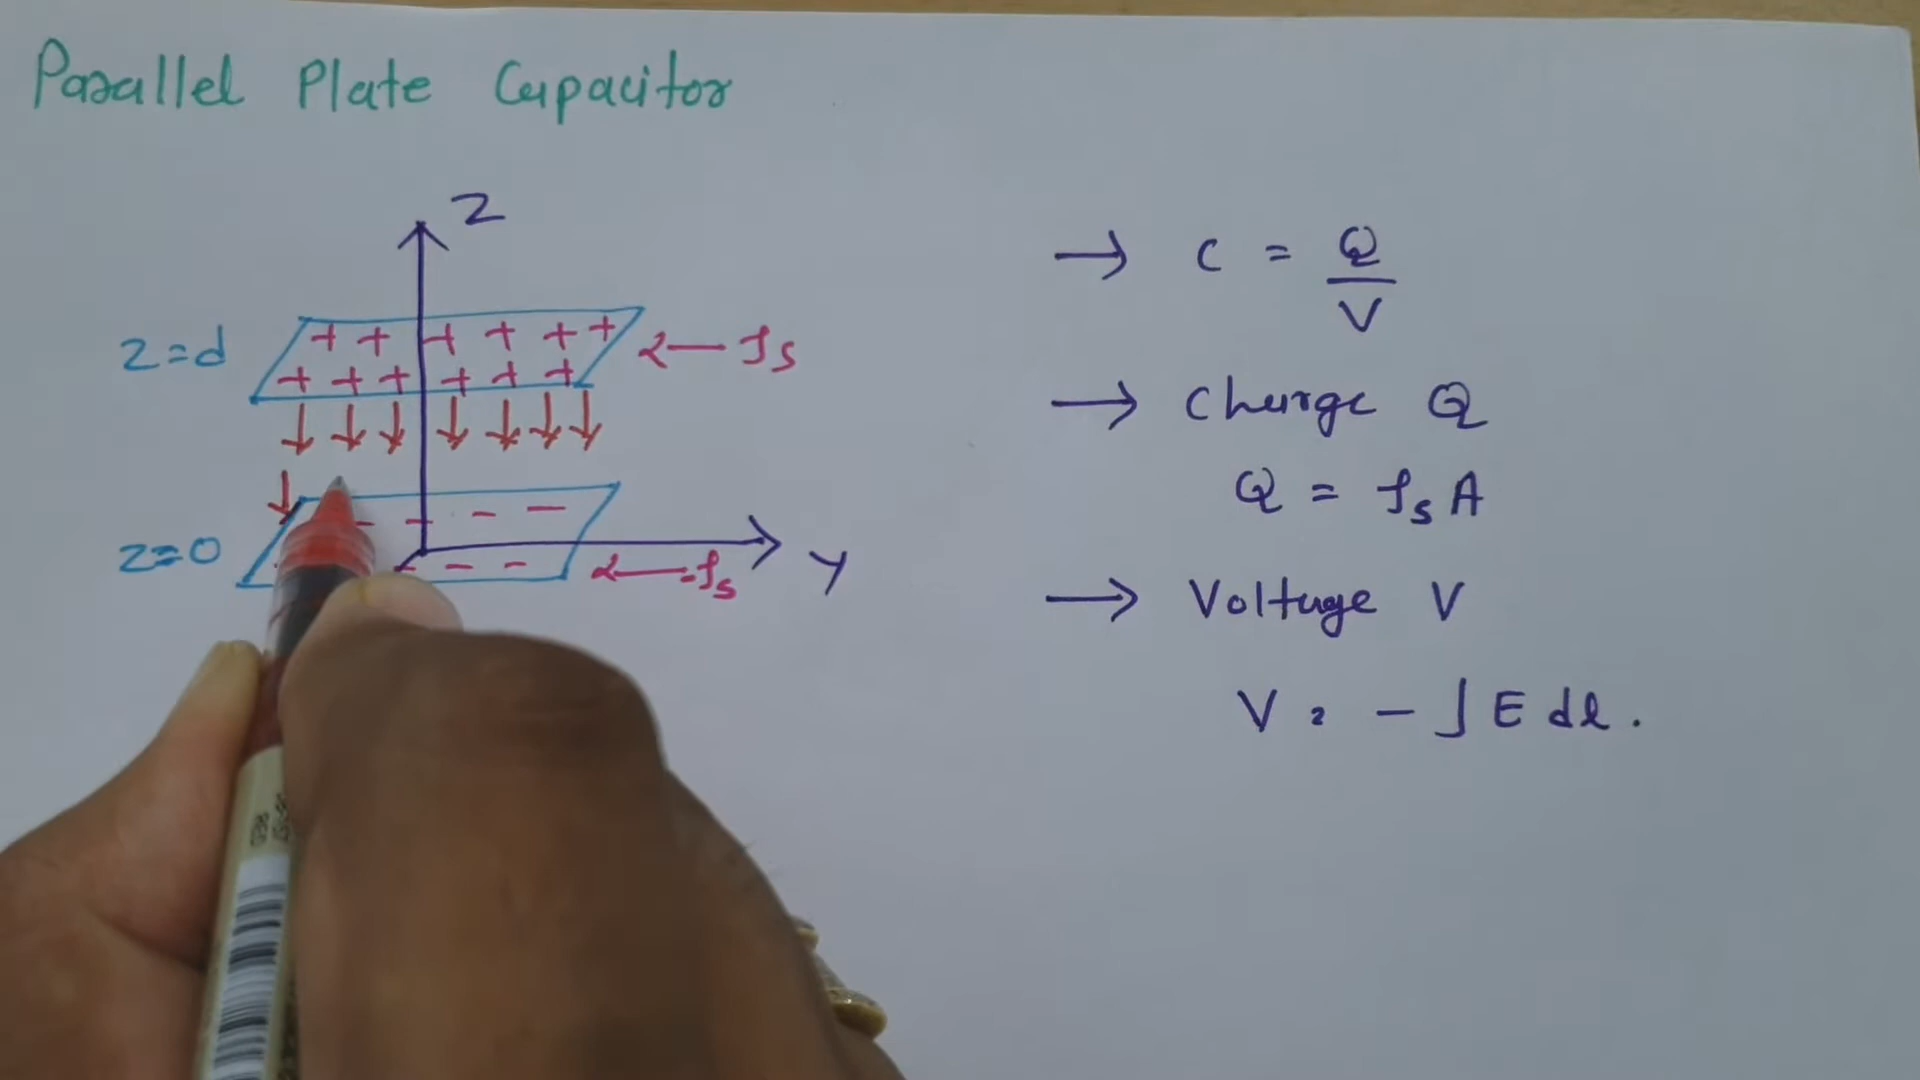 Parallel Plate Capacitor
Z
z=d
+ + + + + +
+ + + + + +
← ρs
z=0
- - - -
- - -
← -ρs
Y
→ C = Q/V
→ Charge Q
Q = ρs A
→ Voltage V
V = - ∫ E dl.